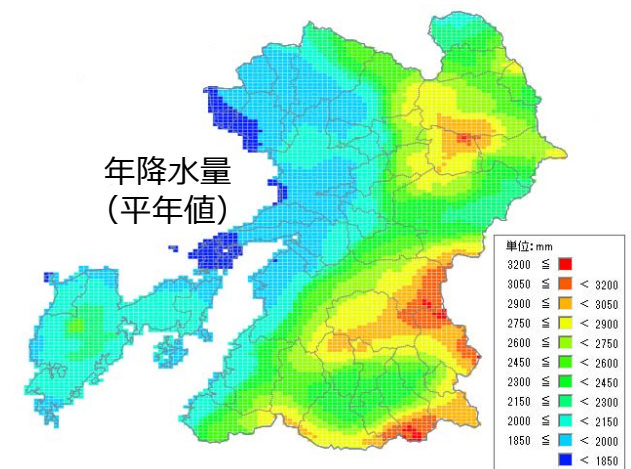 年降水量
（平年値）
単位：mm
3200 ≦
3050 ≦ < 3200
2900 ≦ < 3050
2750 ≦ < 2900
2600 ≦ < 2750
2450 ≦ < 2600
2300 ≦ < 2450
2150 ≦ < 2300
2000 ≦ < 2150
1850 ≦ < 2000
< 1850